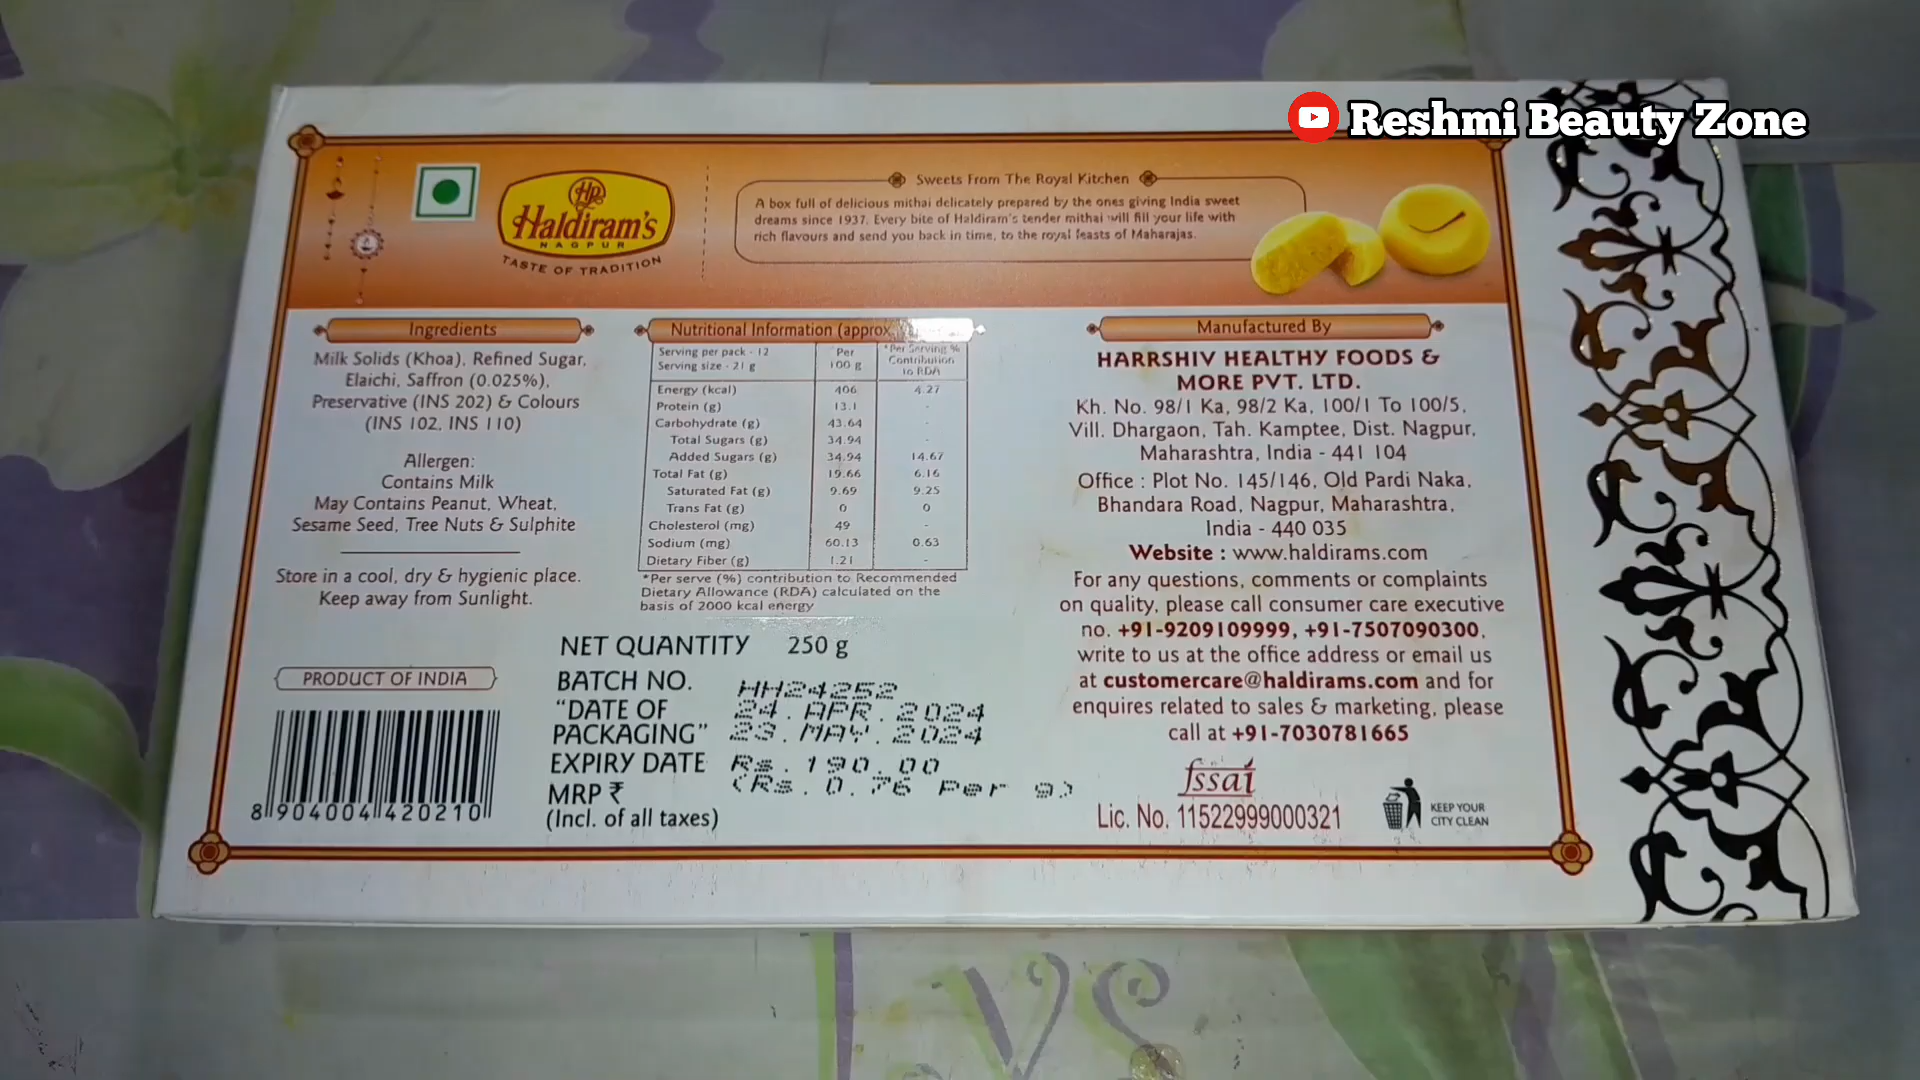 Reshmi Beauty Zone
Haldiram's
NAGPUR
TASTE OF TRADITION
Sweets From The Royal Kitchen
A box full of delicious mithai delicately prepared by the ones giving India sweet
dreams since 1937. Every bite of Haldiram's tender mithai will fill your life with
rich flavours and send you back in time, to the royal feasts of Maharajas.
Ingredients
Milk Solids (Khoa), Refined Sugar,
Elaichi, Saffron (0.025%),
Preservative (INS 202) & Colours
(INS 102, INS 110)
Allergen:
Contains Milk
May Contains Peanut, Wheat,
Sesame Seed, Tree Nuts & Sulphite
Store in a cool, dry & hygienic place.
Keep away from Sunlight.
PRODUCT OF INDIA
8 904004 420210
Nutritional Information (approx.
Serving per pack - 12
Serving size - 21 g
Per
100 g
*Per Serving %
Contribution
to RDA
Energy (kcal) 406 4.27
Protein (g) 13.1 -
Carbohydrate (g) 43.64 -
Total Sugars (g) 34.94 -
Added Sugars (g) 34.94 14.67
Total Fat (g) 19.66 6.16
Saturated Fat (g) 9.69 9.25
Trans Fat (g) 0 0
Cholesterol (mg) 49 -
Sodium (mg) 60.13 0.63
Dietary Fiber (g) 1.21 -
*Per serve (%) contribution to Recommended
Dietary Allowance (RDA) calculated on the
basis of 2000 kcal energy
NET QUANTITY 250 g
BATCH NO. HH24252
"DATE OF
PACKAGING" 24.APR.2024
EXPIRY DATE 23.MAY.2024
MRP ₹ Rs.190.00
(Incl. of all taxes) (Rs.0.76 Per g)
Manufactured By
HARRSHIV HEALTHY FOODS &
MORE PVT. LTD.
Kh. No. 98/1 Ka, 98/2 Ka, 100/1 To 100/5,
Vill. Dhargaon, Tah. Kamptee, Dist. Nagpur,
Maharashtra, India - 441 104
Office : Plot No. 145/146, Old Pardi Naka,
Bhandara Road, Nagpur, Maharashtra,
India - 440 035
Website : www.haldirams.com
For any questions, comments or complaints
on quality, please call consumer care executive
no. +91-9209109999, +91-7507090300,
write to us at the office address or email us
at customercare@haldirams.com and for
enquires related to sales & marketing, please
call at +91-7030781665
fssai
Lic. No. 11522999000321
KEEP YOUR
CITY CLEAN